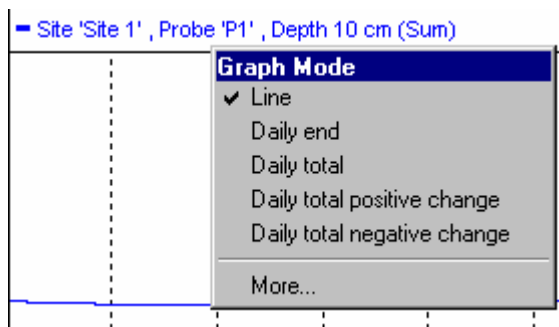 Site 'Site 1' , Probe 'P1' , Depth 10 cm (Sum)
Graph Mode
Line
Daily end
Daily total
Daily total positive change
Daily total negative change
More...